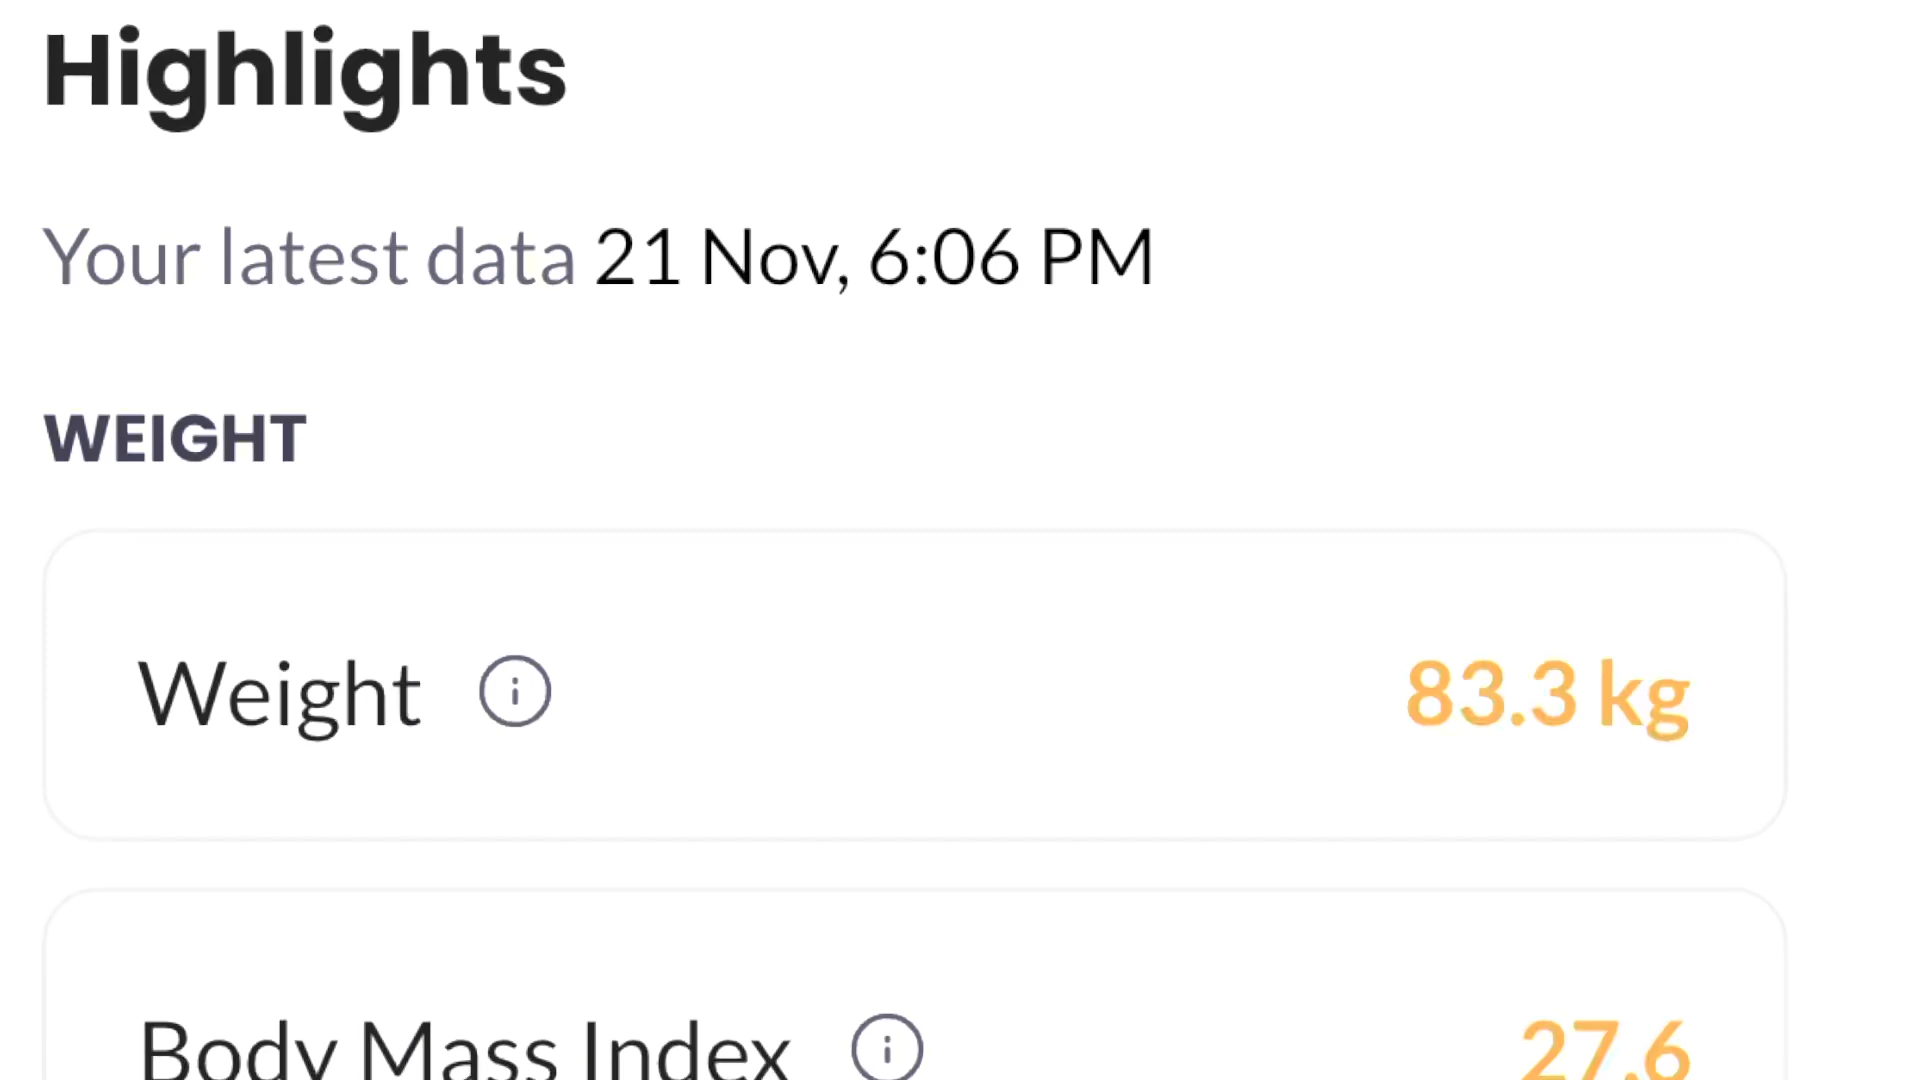 Highlights
Your latest data 21 Nov, 6:06 PM
WEIGHT
Weight 83.3 kg
Body Mass Index 27.6